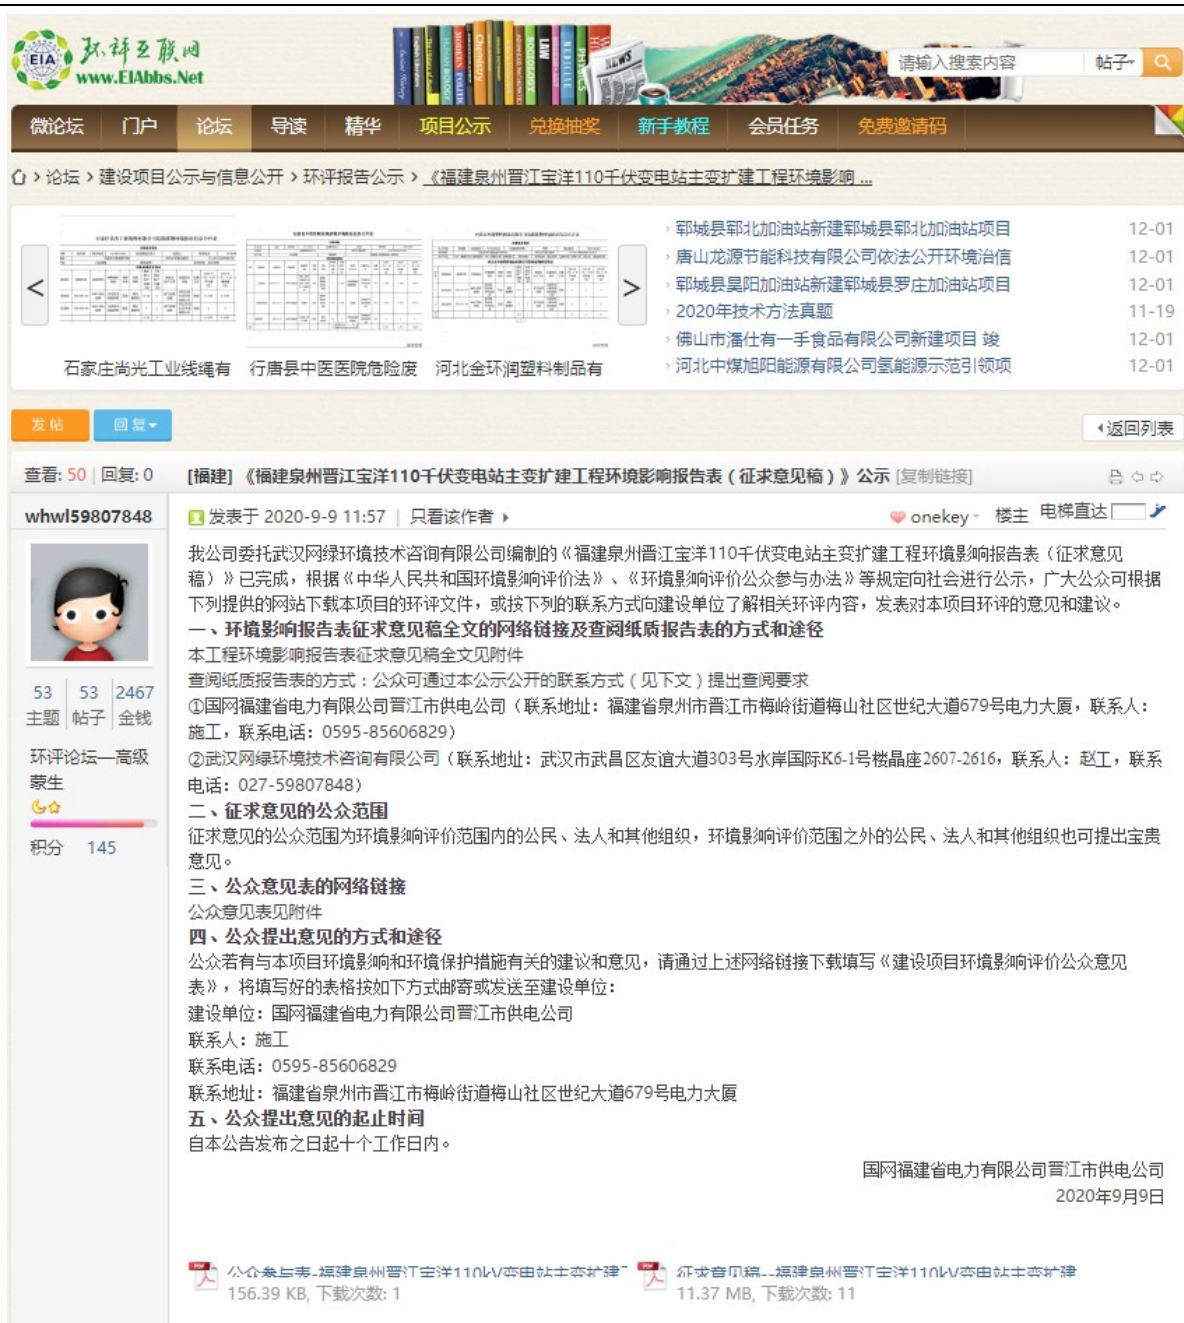 EIA
环评互联网
www.EIAbbs.Net
请输入搜索内容
帖子
微论坛 门户 论坛 导读 精华 项目公示 兑换抽奖 新手教程 会员任务 免费邀请码
› 论坛 › 建设项目公示与信息公开 › 环评报告公示 › 《福建泉州晋江宝洋110千伏变电站主变扩建工程环境影响 ...
石家庄尚光工业线绳有
行唐县中医医院危险废
河北金环润塑料制品有
郓城县郓北加油站新建郓城县郓北加油站项目 12-01
唐山龙源节能科技有限公司依法公开环境治信 12-01
郓城县昊阳加油站新建郓城县罗庄加油站项目 12-01
2020年技术方法真题 11-19
佛山市潘仕有一手食品有限公司新建项目 竣 12-01
河北中煤旭阳能源有限公司氢能源示范引领项 12-01
发帖 回复
返回列表
查看: 50 | 回复: 0
[福建] 《福建泉州晋江宝洋110千伏变电站主变扩建工程环境影响报告表（征求意见稿）》公示 [复制链接]
whwl59807848
53 53 2467
主题 帖子 金钱
环评论坛—高级蒙生
积分 145
发表于 2020-9-9 11:57 | 只看该作者
onekey 楼主 电梯直达
我公司委托武汉网绿环境技术咨询有限公司编制的《福建泉州晋江宝洋110千伏变电站主变扩建工程环境影响报告表（征求意见
稿）》已完成，根据《中华人民共和国环境影响评价法》、《环境影响评价公众参与办法》等规定向社会进行公示，广大公众可根据
下列提供的网站下载本项目的环评文件，或按下列的联系方式向建设单位了解相关环评内容，发表对本项目环评的意见和建议。
一、环境影响报告表征求意见稿全文的网络链接及查阅纸质报告表的方式和途径
本工程环境影响报告表征求意见稿全文见附件
查阅纸质报告表的方式：公众可通过本公示公开的联系方式（见下文）提出查阅要求
①国网福建省电力有限公司晋江市供电公司（联系地址：福建省泉州市晋江市梅岭街道梅山社区世纪大道679号电力大厦，联系人：
施工，联系电话：0595-85606829）
②武汉网绿环境技术咨询有限公司（联系地址：武汉市武昌区友谊大道303号水岸国际K6-1号楼晶座2607-2616，联系人：赵工，联系
电话：027-59807848）
二、征求意见的公众范围
征求意见的公众范围为环境影响评价范围内的公民、法人和其他组织，环境影响评价范围之外的公民、法人和其他组织也可提出宝贵
意见。
三、公众意见表的网络链接
公众意见表见附件
四、公众提出意见的方式和途径
公众若有与本项目环境影响和环境保护措施有关的建议和意见，请通过上述网络链接下载填写《建设项目环境影响评价公众意见
表》，将填写好的表格按如下方式邮寄或发送至建设单位：
建设单位：国网福建省电力有限公司晋江市供电公司
联系人：施工
联系电话：0595-85606829
联系地址：福建省泉州市晋江市梅岭街道梅山社区世纪大道679号电力大厦
五、公众提出意见的起止时间
自本公告发布之日起十个工作日内。
国网福建省电力有限公司晋江市供电公司
2020年9月9日
公众参与表-福建泉州晋江宝洋110kV变电站主变扩建
156.39 KB, 下载次数: 1
征求意见稿--福建泉州晋江宝洋110kV变电站主变扩建
11.37 MB, 下载次数: 11